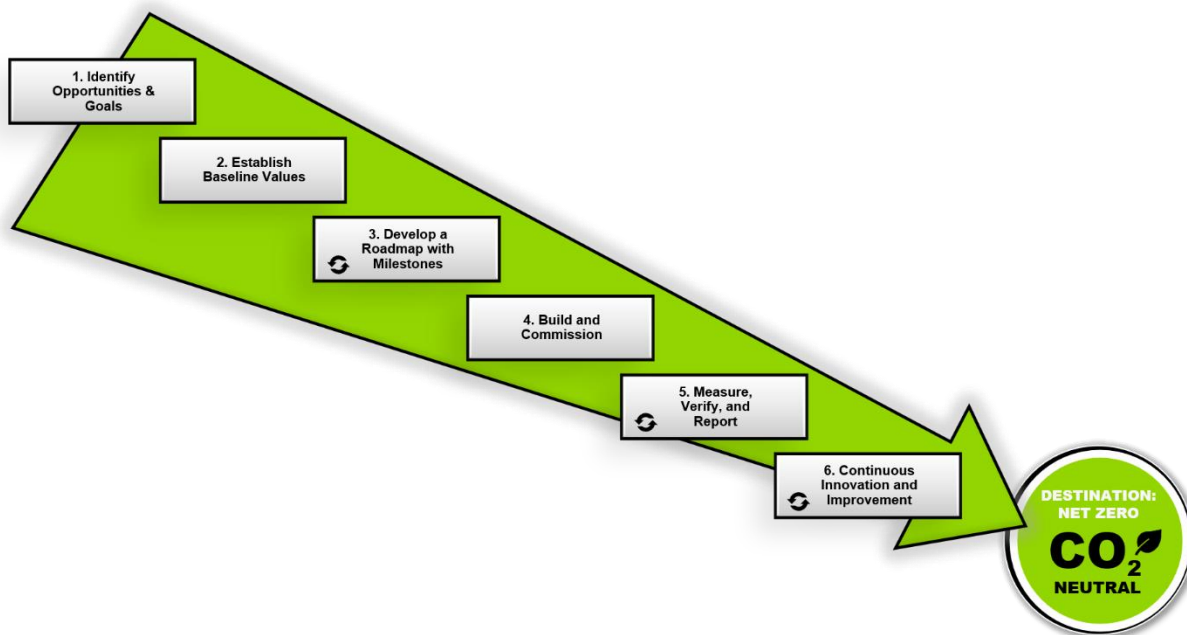 1. Identify
Opportunities &
Goals
2. Establish
Baseline Values
3. Develop a
Roadmap with
Milestones
4. Build and
Commission
5. Measure,
Verify, and
Report
6. Continuous
Innovation and
Improvement
DESTINATION:
NET ZERO
CO2
NEUTRAL